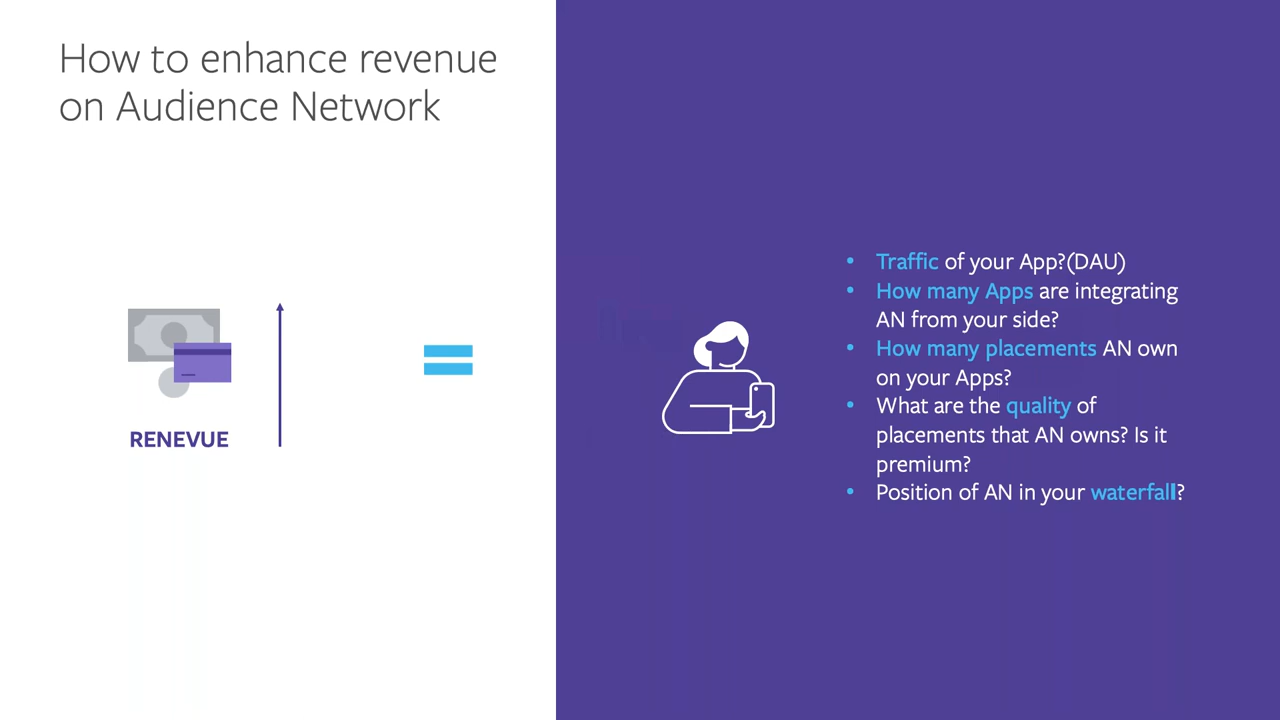 How to enhance revenue
on Audience Network
RENEVUE
• Traffic of your App?(DAU)
• How many Apps are integrating
AN from your side?
• How many placements AN own
on your Apps?
• What are the quality of
placements that AN owns? Is it
premium?
• Position of AN in your waterfall?